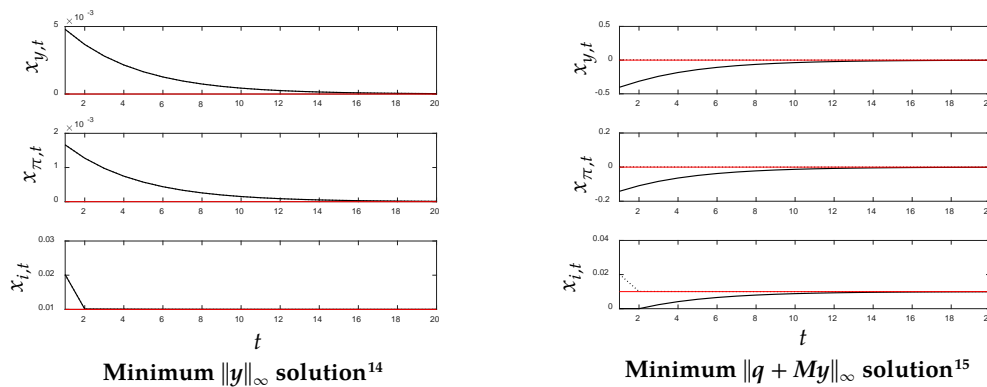 × 10⁻³
5
x_{y,t}
0
2 4 6 8 10 12 14 16 18 20
× 10⁻³
2
x_{π,t}
1
0
2 4 6 8 10 12 14 16 18 20
0.03
x_{i,t}
0.02
0.01
2 4 6 8 10 12 14 16 18 20
t
Minimum ‖y‖∞ solution¹⁴
0.5
x_{y,t}
0
-0.5
2 4 6 8 10 12 14 16 18 20
0.2
x_{π,t}
0
-0.2
2 4 6 8 10 12 14 16 18 20
0.04
x_{i,t}
0.02
0
2 4 6 8 10 12 14 16 18 20
t
Minimum ‖q + My‖∞ solution¹⁵